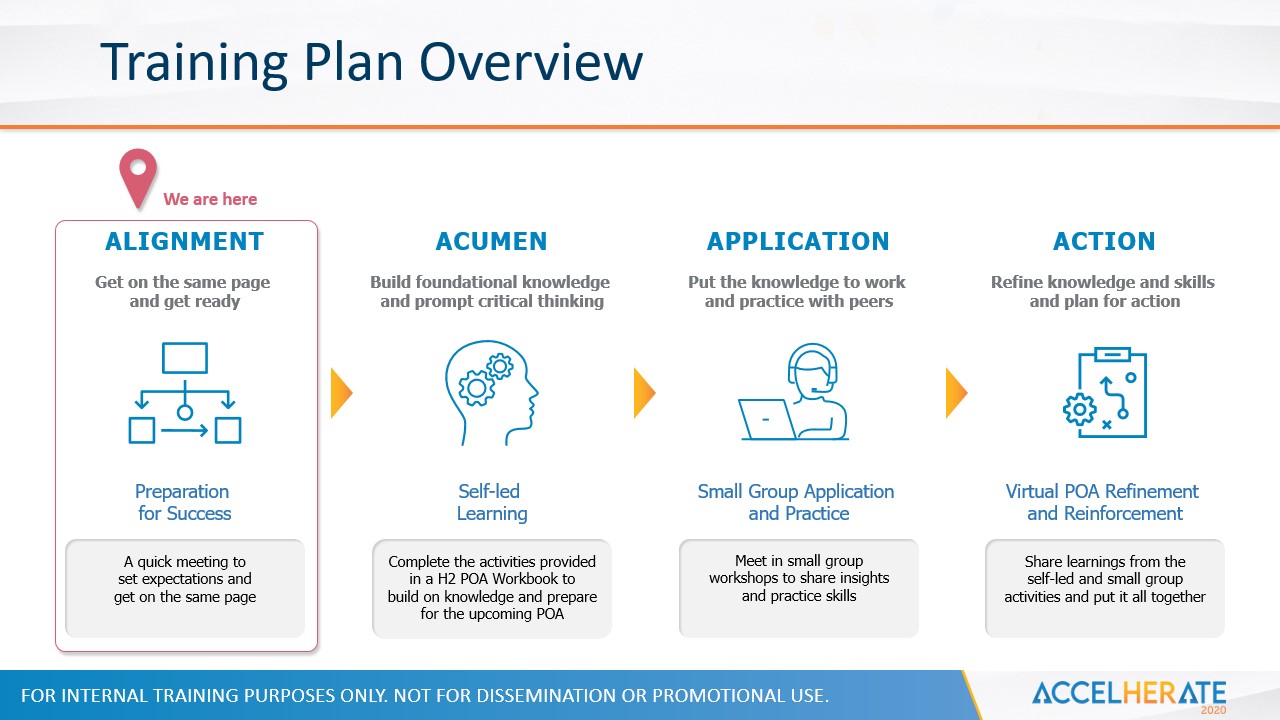 Training Plan Overview
We are here
ALIGNMENT
Get on the same page
and get ready
Preparation
for Success
A quick meeting to
set expectations and
get on the same page
ACUMEN
Build foundational knowledge
and prompt critical thinking
Self-led
Learning
Complete the activities provided
in a H2 POA Workbook to
build on knowledge and prepare
for the upcoming POA
APPLICATION
Put the knowledge to work
and practice with peers
Small Group Application
and Practice
Meet in small group
workshops to share insights
and practice skills
ACTION
Refine knowledge and skills
and plan for action
Virtual POA Refinement
and Reinforcement
Share learnings from the
self-led and small group
activities and put it all together
FOR INTERNAL TRAINING PURPOSES ONLY. NOT FOR DISSEMINATION OR PROMOTIONAL USE.
ACCELHERATE
2020